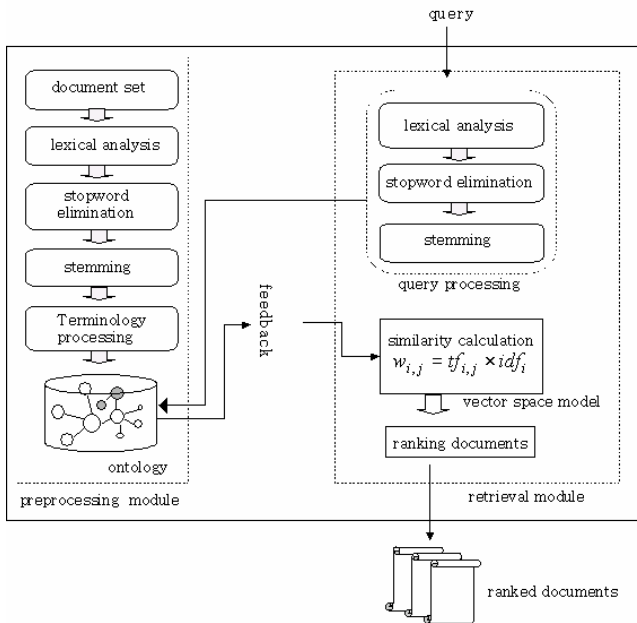 query
document set
lexical analysis
stopword
elimination
stemming
Terminology
processing
ontology
preprocessing module
feedback
lexical analysis
stopword elimination
stemming
query processing
similarity calculation
w_{i,j} = tf_{i,j} × idf_i
vector space model
ranking documents
retrieval module
ranked documents